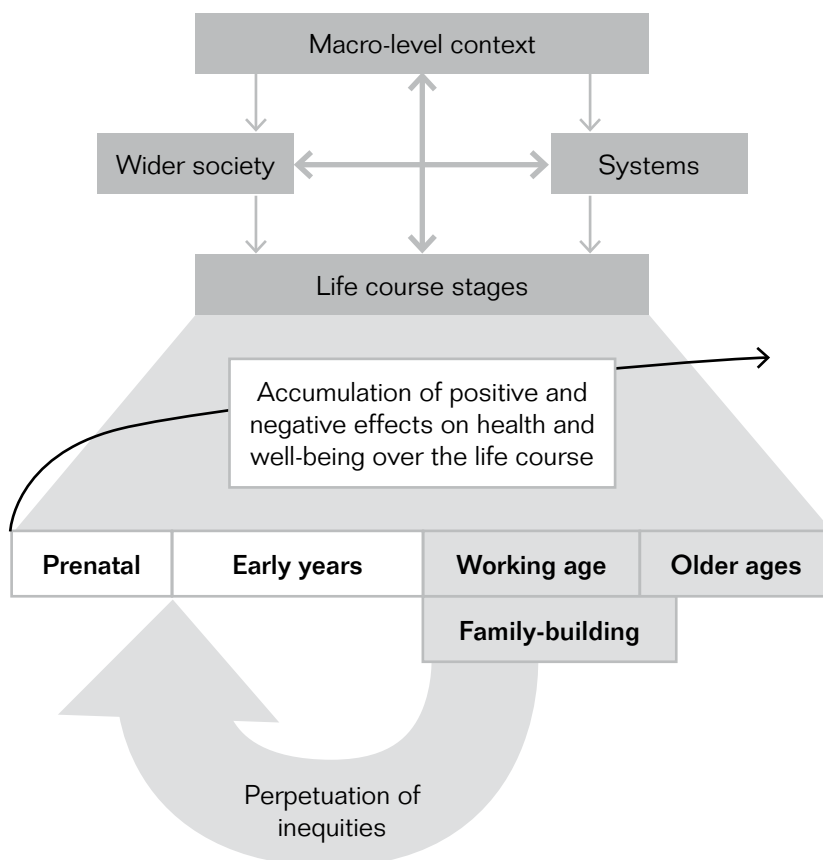 Macro-level context
Wider society
Systems
Life course stages
Accumulation of positive and
negative effects on health and
well-being over the life course
Prenatal
Early years
Working age
Older ages
Family-building
Perpetuation of
inequities